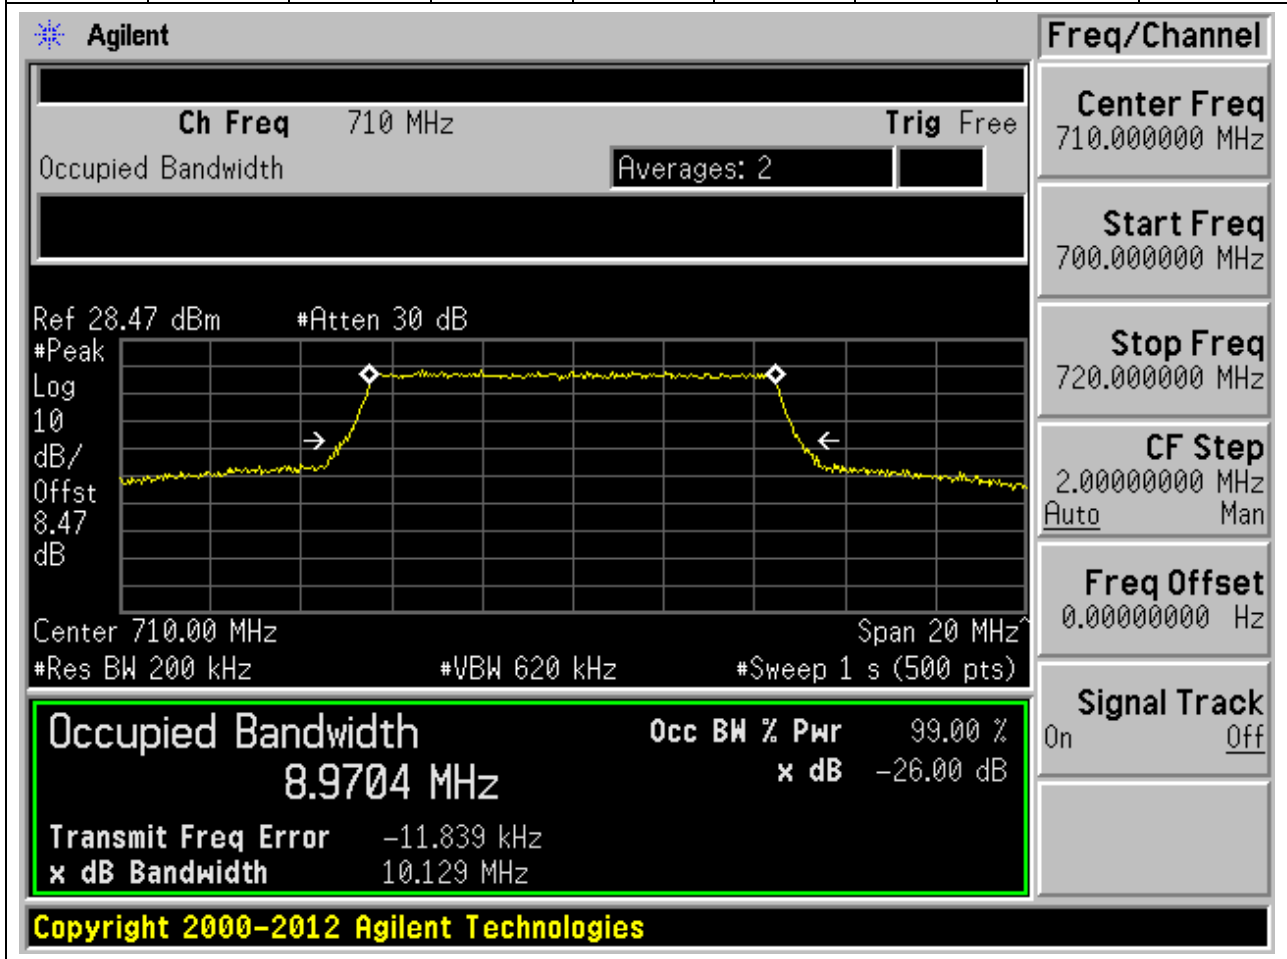 Agilent
Freq/Channel
Ch Freq 710 MHz Trig Free
Occupied Bandwidth Averages: 2
Center Freq
710.000000 MHz
Start Freq
700.000000 MHz
Stop Freq
720.000000 MHz
CF Step
2.00000000 MHz
Auto Man
Freq Offset
0.00000000 Hz
Signal Track
On Off
Ref 28.47 dBm #Atten 30 dB
#Peak
Log
10
dB/
Offst
8.47
dB
Center 710.00 MHz Span 20 MHz^
#Res BW 200 kHz #VBW 620 kHz #Sweep 1 s (500 pts)
Occupied Bandwidth Occ BW % Pwr 99.00 %
8.9704 MHz x dB -26.00 dB
Transmit Freq Error -11.839 kHz
x dB Bandwidth 10.129 MHz
Copyright 2000-2012 Agilent Technologies